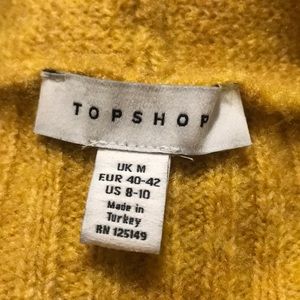 TOPSHOP
UK M
EUR 40-42
US 8-10
Made in
Turkey
RN 125149